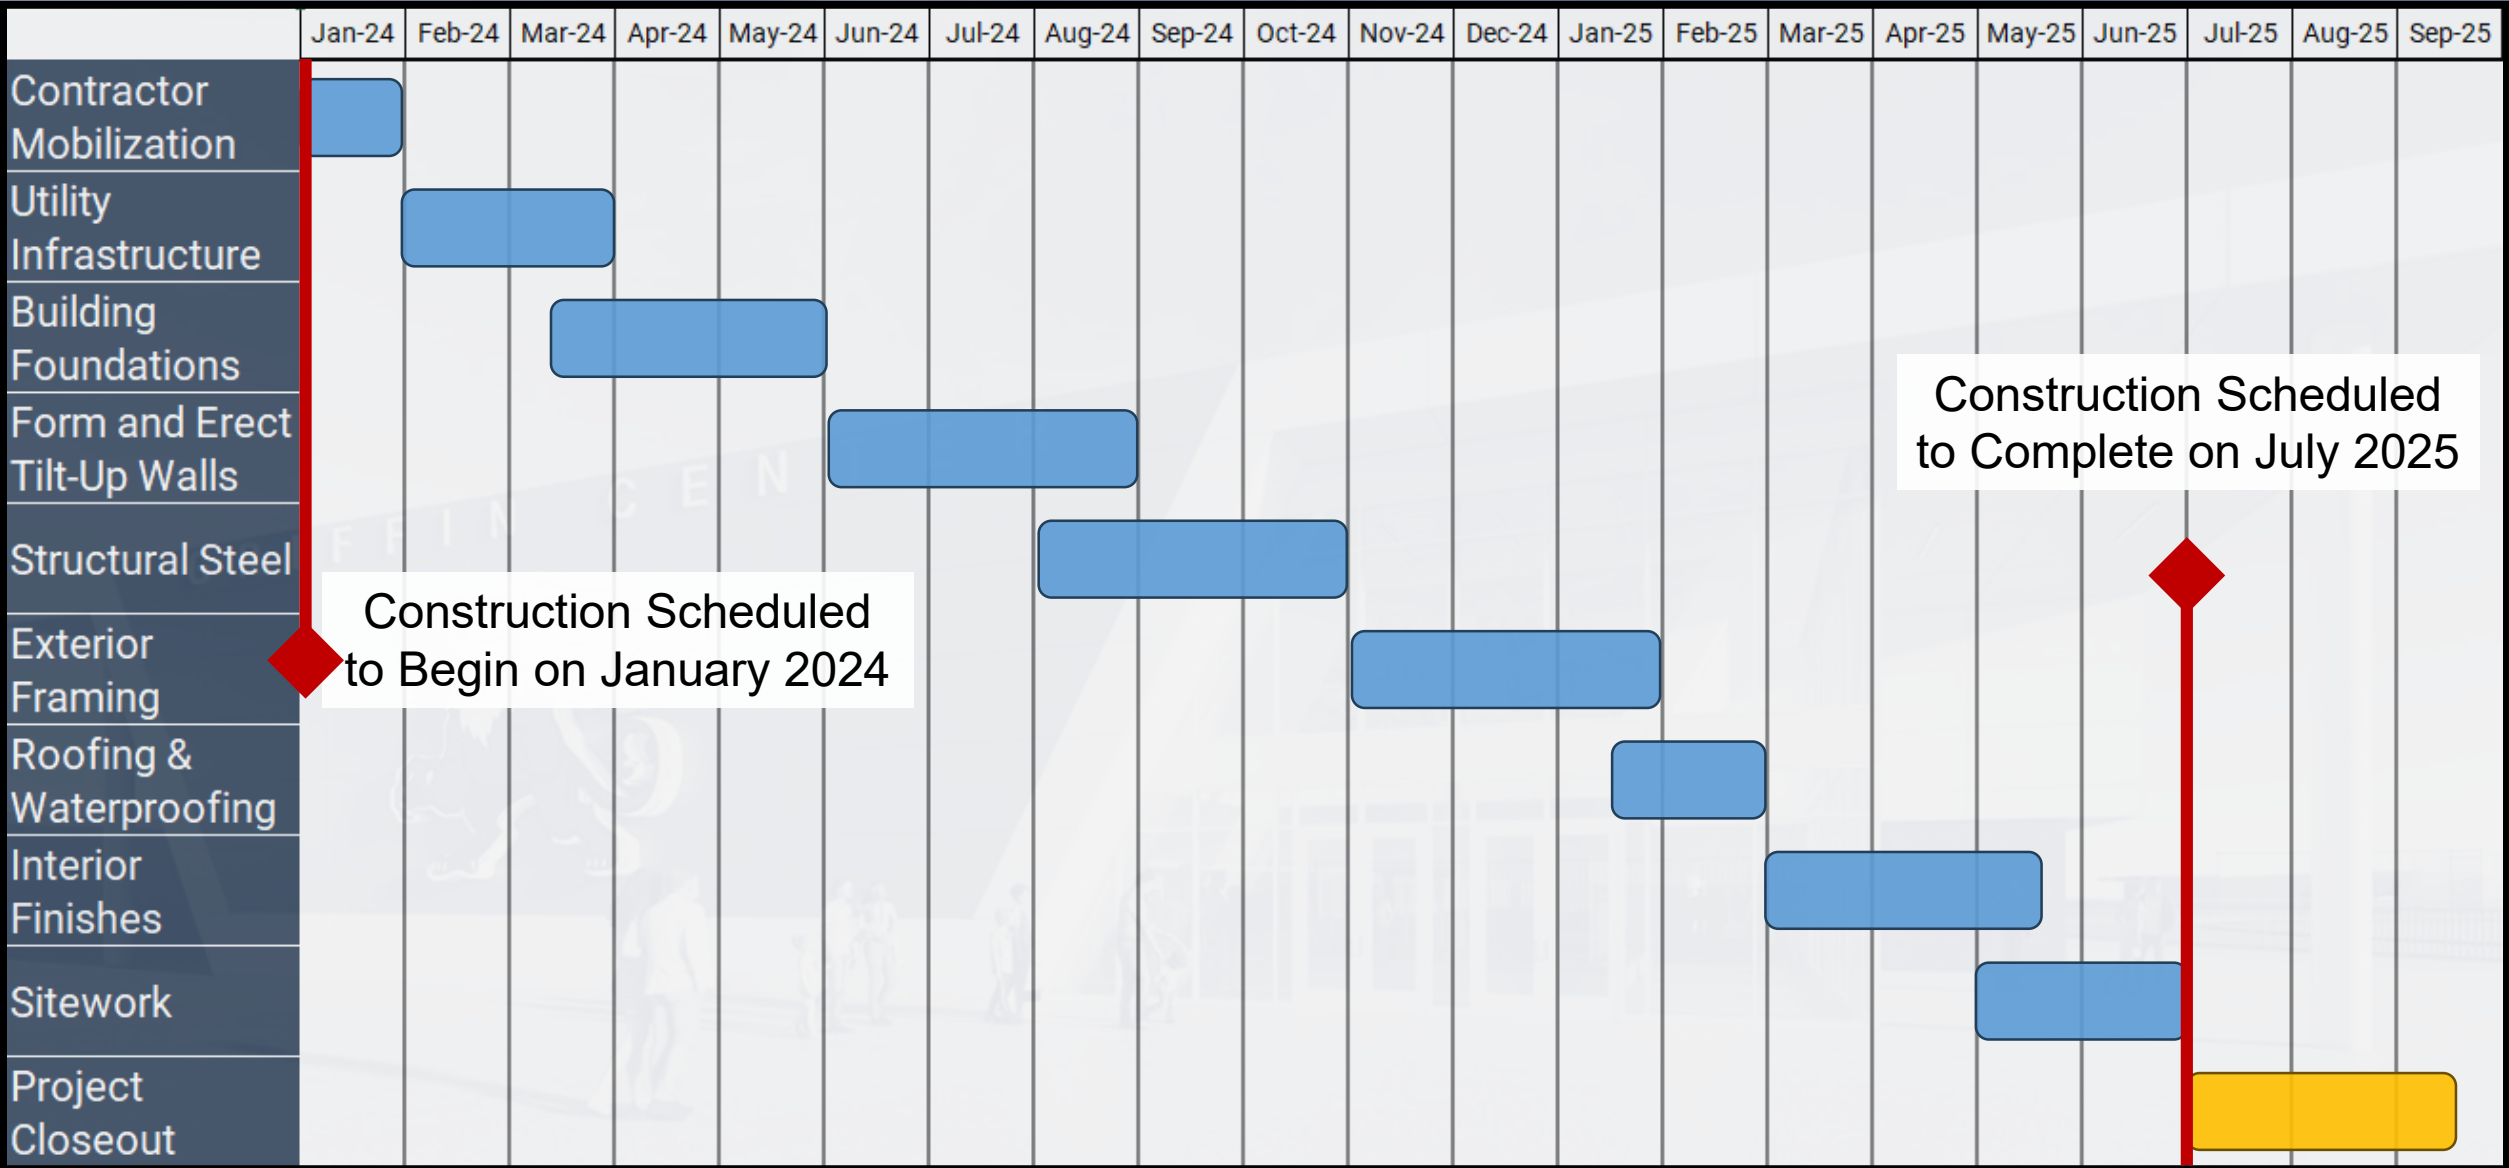 Jan-24 Feb-24 Mar-24 Apr-24 May-24 Jun-24 Jul-24 Aug-24 Sep-24 Oct-24 Nov-24 Dec-24 Jan-25 Feb-25 Mar-25 Apr-25 May-25 Jun-25 Jul-25 Aug-25 Sep-25
Contractor
Mobilization
Utility
Infrastructure
Building
Foundations
Form and Erect
Tilt-Up Walls
Structural Steel
Exterior
Framing
Roofing &
Waterproofing
Interior
Finishes
Sitework
Project
Closeout
Construction Scheduled
to Begin on January 2024
Construction Scheduled
to Complete on July 2025
FFIN CEN